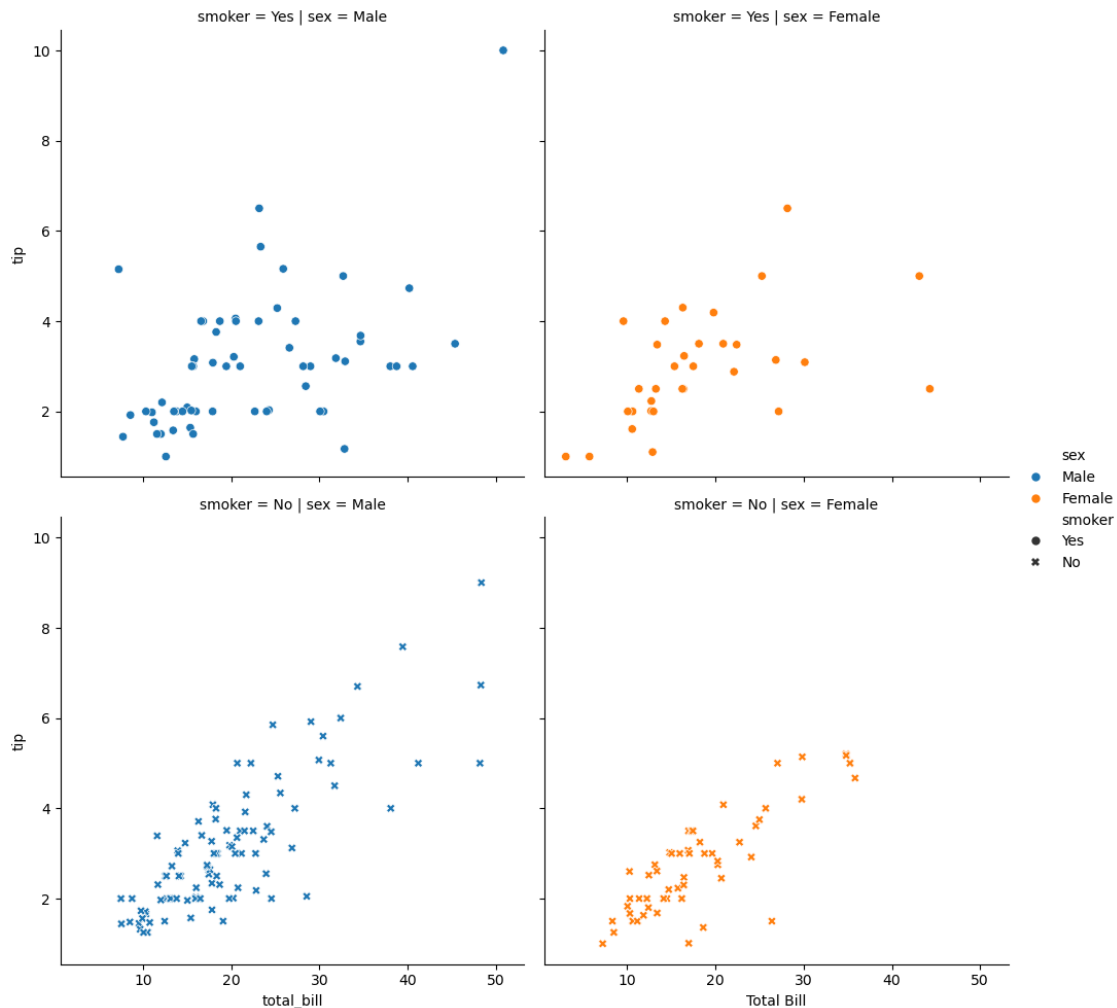 smoker = Yes | sex = Male
smoker = Yes | sex = Female
10
8
6
4
2
tip
smoker = No | sex = Male
smoker = No | sex = Female
10
8
6
4
2
tip
10 20 30 40 50
total_bill
10 20 30 40 50
Total Bill
sex
Male
Female
smoker
Yes
No